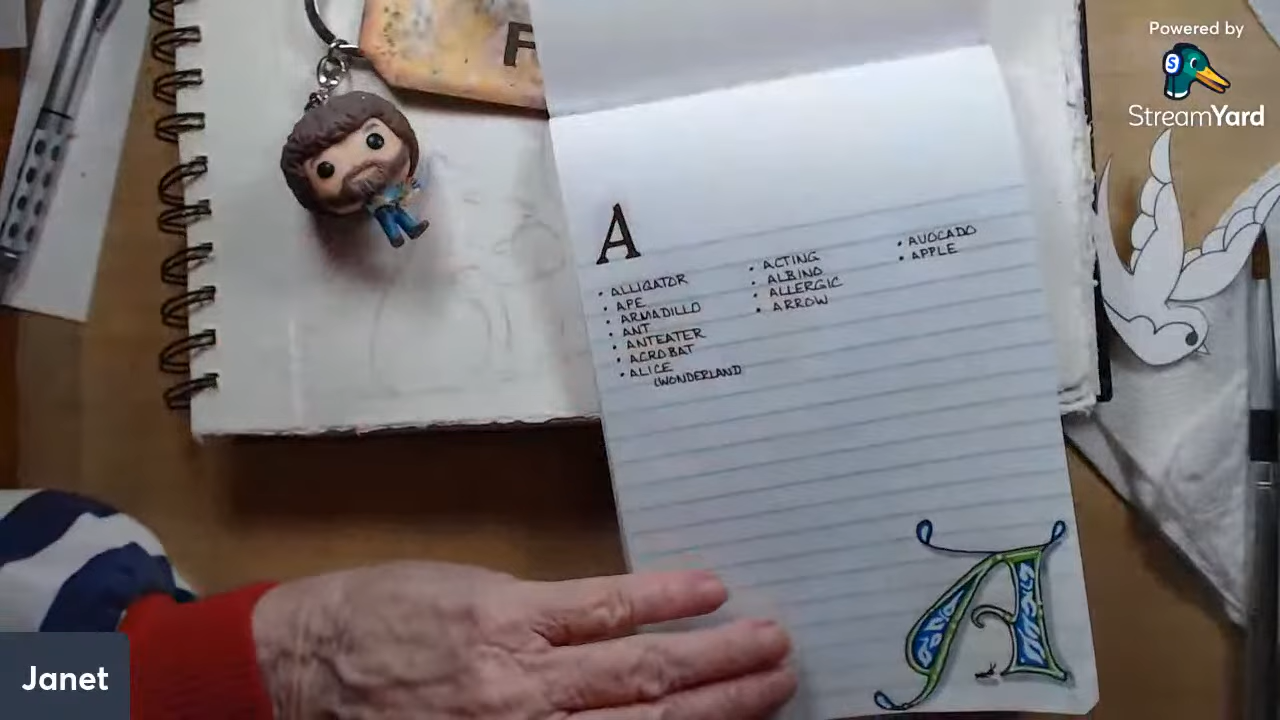 Powered by
StreamYard
F
A
• ALLIGATOR
• APE
• ARMADILLO
• ANT
• ANTEATER
• ACROBAT
• ALICE
(WONDERLAND
• ACTING
• ALBINO
• ALLERGIC
• ARROW
• AVOCADO
• APPLE
A
Janet